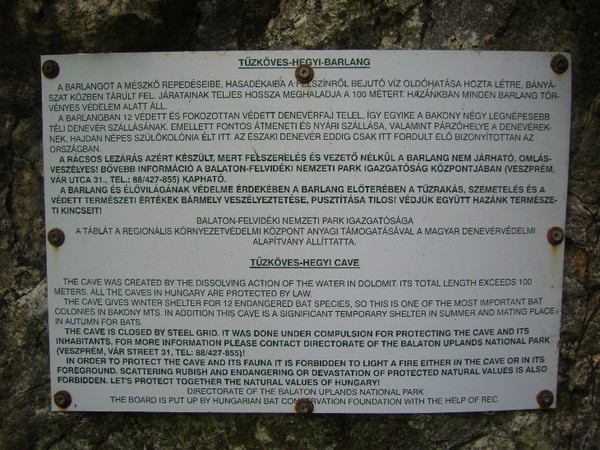 TŰZKÖVES-HEGYI-BARLANG
A BARLANGOT A MÉSZKŐ REPEDÉSEIBE, HASADÉKAIBA A FELSZÍNRŐL BEJUTÓ VÍZ OLDÓHATÁSA HOZTA LÉTRE, BÁNYÁ-
SZAT KÖZBEN TÁRULT FEL. JÁRATAINAK TELJES HOSSZA MEGHALADJA A 100 MÉTERT. HAZÁNKBAN MINDEN BARLANG TÖR-
VÉNYES VÉDELEM ALATT ÁLL.
A BARLANGBAN 12 VÉDETT ÉS FOKOZOTTAN VÉDETT DENEVÉRFAJ TELEL, ÍGY EGYIKE A BAKONY NÉGY LEGNÉPESEBB
TÉLI DENEVÉR SZÁLLÁSÁNAK. EMELLETT FONTOS ÁTMENETI ÉS NYÁRI SZÁLLÁSA, VALAMINT PÁRZÓHELYE A DENEVÉREK-
NEK, HAJDAN NÉPES SZÜLŐKOLÓNIA ÉLT ITT. AZ ÉSZAKI DENEVÉR EDDIG CSAK ITT FORDULT ELŐ BIZONYÍTOTTAN AZ
ORSZÁGBAN.
A RÁCSOS LEZÁRÁS AZÉRT KÉSZÜLT, MERT FELSZERELÉS ÉS VEZETŐ NÉLKÜL A BARLANG NEM JÁRHATÓ, OMLÁS-
VESZÉLYES! BŐVEBB INFORMÁCIÓ A BALATON-FELVIDÉKI NEMZETI PARK IGAZGATÓSÁG KÖZPONTJÁBAN (VESZPRÉM,
VÁR UTCA 31., TEL.: 88/427-855) KAPHATÓ.
A BARLANG ÉS ÉLŐVILÁGÁNAK VÉDELME ÉRDEKÉBEN A BARLANG ELŐTERÉBEN A TŰZRAKÁS, SZEMETELÉS ÉS A
VÉDETT TERMÉSZETI ÉRTÉKEK BÁRMELY VESZÉLYEZTETÉSE, PUSZTÍTÁSA TILOS! VÉDJÜK EGYÜTT HAZÁNK TERMÉSZE-
TI KINCSEIT!
BALATON-FELVIDÉKI NEMZETI PARK IGAZGATÓSÁGA
A TÁBLÁT A REGIONÁLIS KÖRNYEZETVÉDELMI KÖZPONT ANYAGI TÁMOGATÁSÁVAL A MAGYAR DENEVÉRVÉDELMI
ALAPÍTVÁNY ÁLLÍTTATTA.
TŰZKÖVES-HEGYI CAVE
THE CAVE WAS CREATED BY THE DISSOLVING ACTION OF THE WATER IN DOLOMIT. ITS TOTAL LENGTH EXCEEDS 100
METERS. ALL THE CAVES IN HUNGARY ARE PROTECTED BY LAW.
THE CAVE GIVES WINTER SHELTER FOR 12 ENDANGERED BAT SPECIES, SO THIS IS ONE OF THE MOST IMPORTANT BAT
COLONIES IN BAKONY MTS. IN ADDITION THIS CAVE IS A SIGNIFICANT TEMPORARY SHELTER IN SUMMER AND MATING PLACE
IN AUTUMN FOR BATS.
THE CAVE IS CLOSED BY STEEL GRID. IT WAS DONE UNDER COMPULSION FOR PROTECTING THE CAVE AND ITS
INHABITANTS. FOR MORE INFORMATION PLEASE CONTACT DIRECTORATE OF THE BALATON UPLANDS NATIONAL PARK
(VESZPRÉM, VÁR STREET 31, TEL: 88/427-855)!
IN ORDER TO PROTECT THE CAVE AND ITS FAUNA IT IS FORBIDDEN TO LIGHT A FIRE EITHER IN THE CAVE OR IN ITS
FOREGROUND. SCATTERING RUBISH AND ENDANGERING OR DEVASTATION OF PROTECTED NATURAL VALUES IS ALSO
FORBIDDEN. LET'S PROTECT TOGETHER THE NATURAL VALUES OF HUNGARY!
DIRECTORATE OF THE BALATON UPLANDS NATIONAL PARK
THE BOARD IS PUT UP BY HUNGARIAN BAT CONSERVATION FOUNDATION WITH THE HELP OF REC.